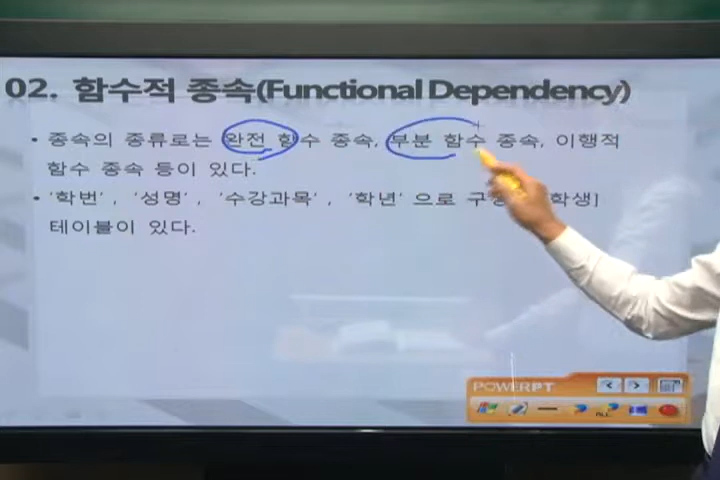 02. 함수적 종속(Functional Dependency)
• 종속의 종류로는 완전 함수 종속, 부분 함수 종속, 이행적
함수 종속 등이 있다.
• '학번', '성명', '수강과목', '학년' 으로 학생]
테이블이 있다.
POWERPT
ALL